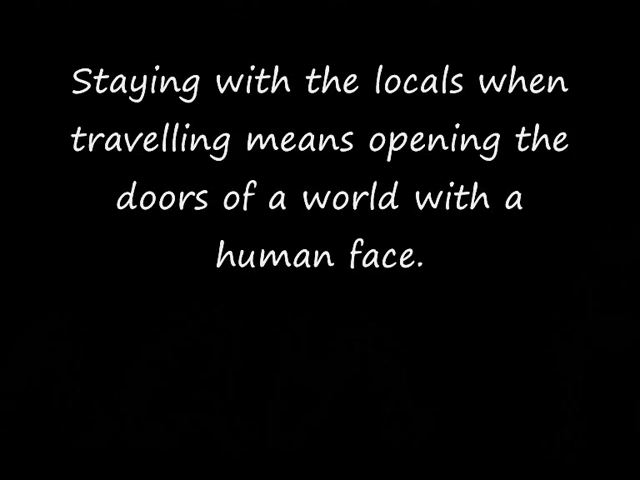 Staying with the locals when
travelling means opening the
doors of a world with a
human face.